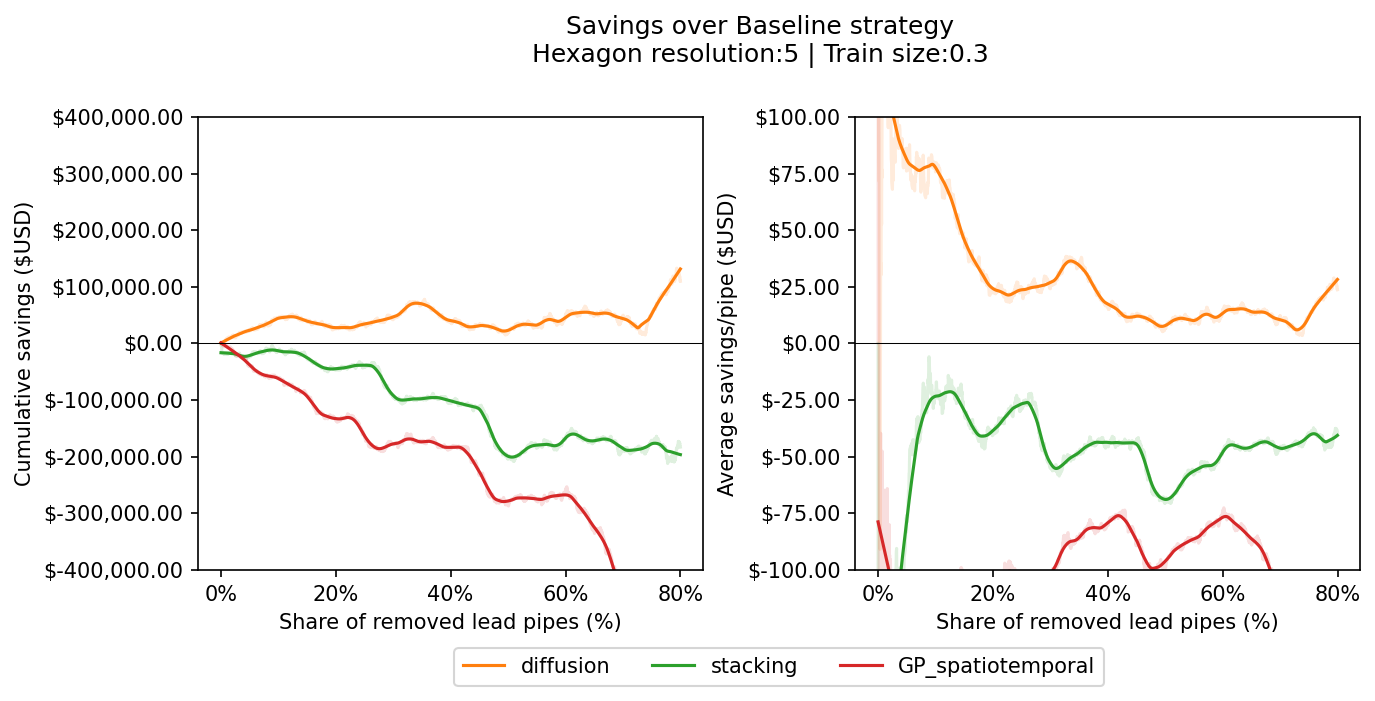 Savings over Baseline strategy
Hexagon resolution:5 | Train size:0.3
Cumulative savings ($USD)
$400,000.00
$300,000.00
$200,000.00
$100,000.00
$0.00
$-100,000.00
$-200,000.00
$-300,000.00
$-400,000.00
0% 20% 40% 60% 80%
Share of removed lead pipes (%)
Average savings/pipe ($USD)
$100.00
$75.00
$50.00
$25.00
$0.00
$-25.00
$-50.00
$-75.00
$-100.00
0% 20% 40% 60% 80%
Share of removed lead pipes (%)
diffusion stacking GP_spatiotemporal